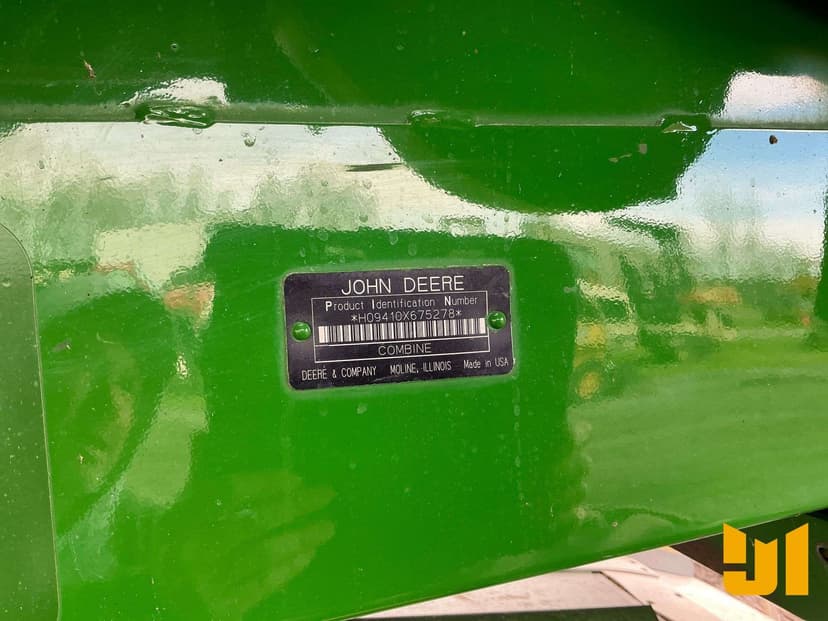 JOHN DEERE
Product Identification Number
*H09410X675278*
COMBINE
DEERE & COMPANY MOLINE, ILLINOIS Made in USA